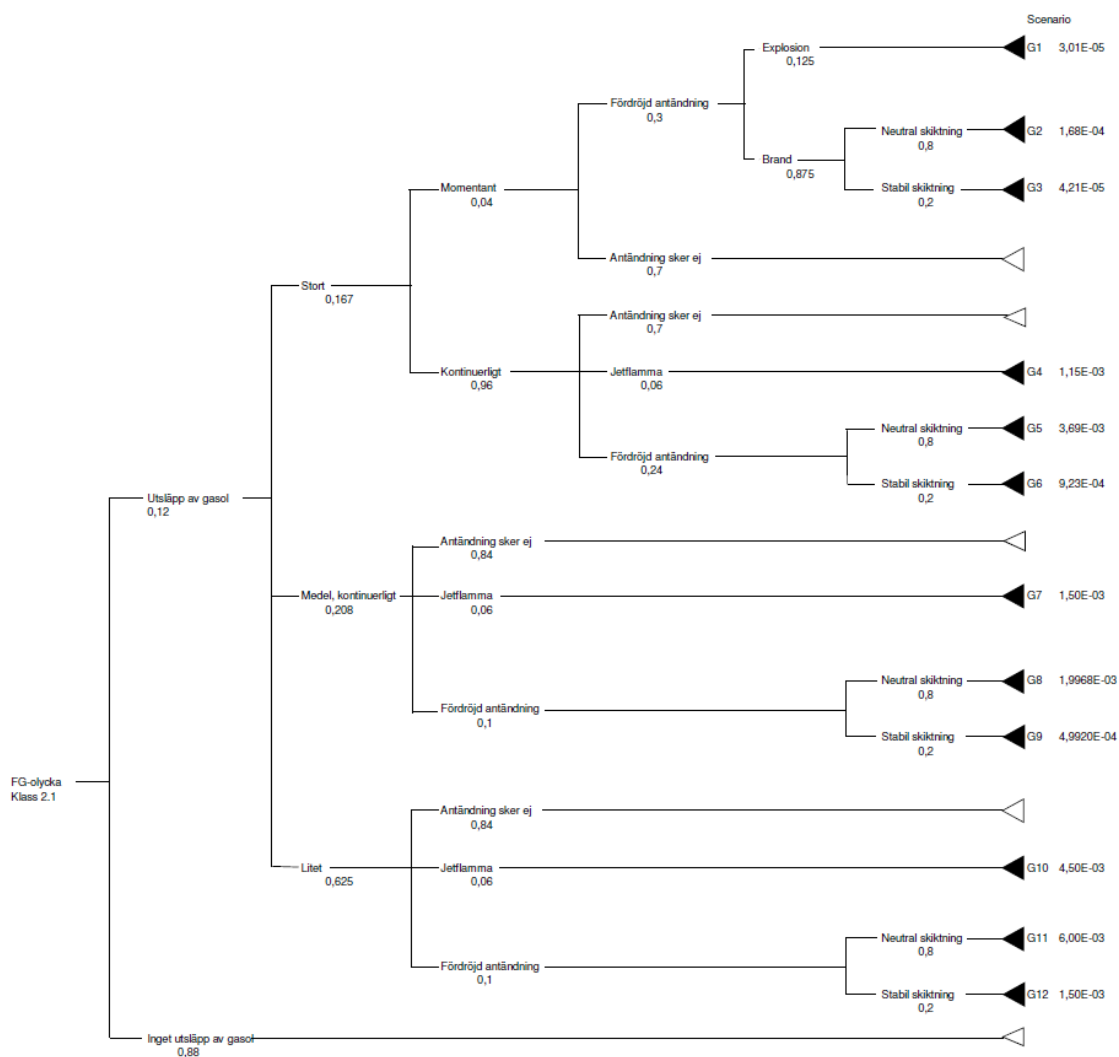 Scenario
Explosion G1 3,01E-05
0,125
Fördröjd antändning
0,3
Neutral skiktning G2 1,68E-04
0,8
Brand
0,875
Momentant Stabil skiktning G3 4,21E-05
0,04 0,2
Antändning sker ej
0,7
Stort
0,167
Antändning sker ej
0,7
Kontinuerligt Jetflamma G4 1,15E-03
0,96 0,06
Neutral skiktning G5 3,69E-03
0,8
Fördröjd antändning
0,24
Stabil skiktning G6 9,23E-04
0,2
Utsläpp av gasol
0,12
Antändning sker ej
0,84
Medel, kontinuerligt Jetflamma G7 1,50E-03
0,208 0,06
Neutral skiktning G8 1,9968E-03
0,8
Fördröjd antändning
0,1
Stabil skiktning G9 4,9920E-04
0,2
FG-olycka
Klass 2.1
Antändning sker ej
0,84
Litet Jetflamma G10 4,50E-03
0,625 0,06
Neutral skiktning G11 6,00E-03
0,8
Fördröjd antändning
0,1
Stabil skiktning G12 1,50E-03
0,2
Inget utsläpp av gasol
0,88